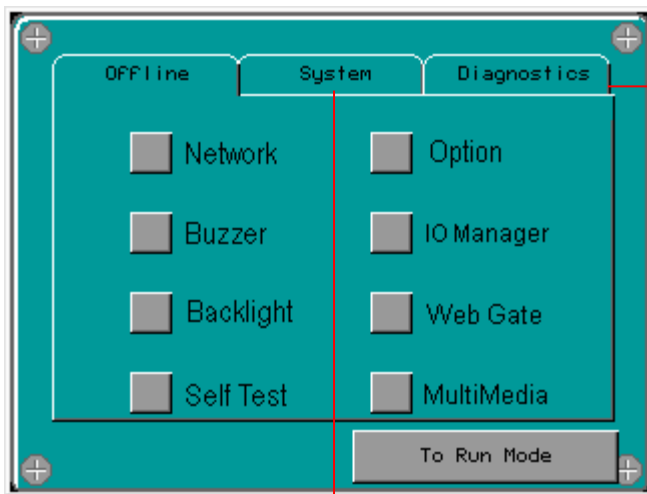 Offline System Diagnostics
Network Option
Buzzer IO Manager
Backlight Web Gate
Self Test MultiMedia
To Run Mode